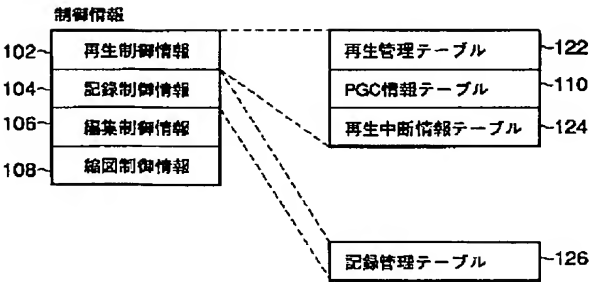 制御情報
102 再生制御情報
104 記録制御情報
106 編集制御情報
108 縮図制御情報
再生管理テーブル 122
PGC情報テーブル 110
再生中断情報テーブル 124
記録管理テーブル 126